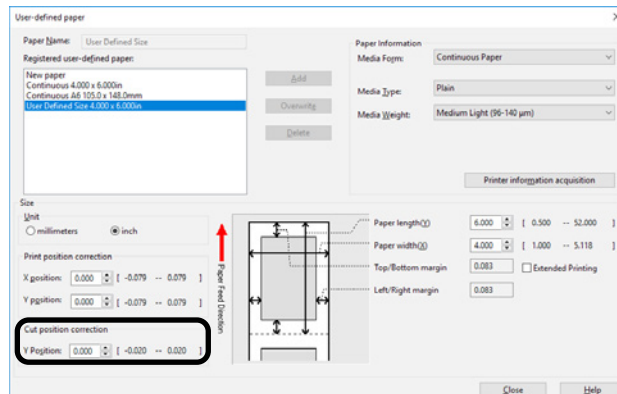 User-defined paper
Paper Name: User Defined Size
Registered user-defined paper:
New paper
Continuous 4.000 x 6.000in
Continuous A6 105.0 x 148.0mm
User Defined Size 4.000 x 6.000in
Add
Overwrite
Delete
Paper Information
Media Form: Continuous Paper
Media Type: Plain
Media Weight: Medium Light (96-140 μm)
Printer information acquisition
Size
Unit
millimeters inch
Print position correction
X position: 0.000 [ -0.079 -- 0.079 ]
Y position: 0.000 [ -0.079 -- 0.079 ]
Cut position correction
Y Position: 0.000 [ -0.020 -- 0.020 ]
Paper Feed Direction
Paper length(Y) 6.000 [ 0.500 -- 52.000 ]
Paper width(X) 4.000 [ 1.000 -- 5.118 ]
Top/Bottom margin 0.083 Extended Printing
Left/Right margin 0.083
Close Help